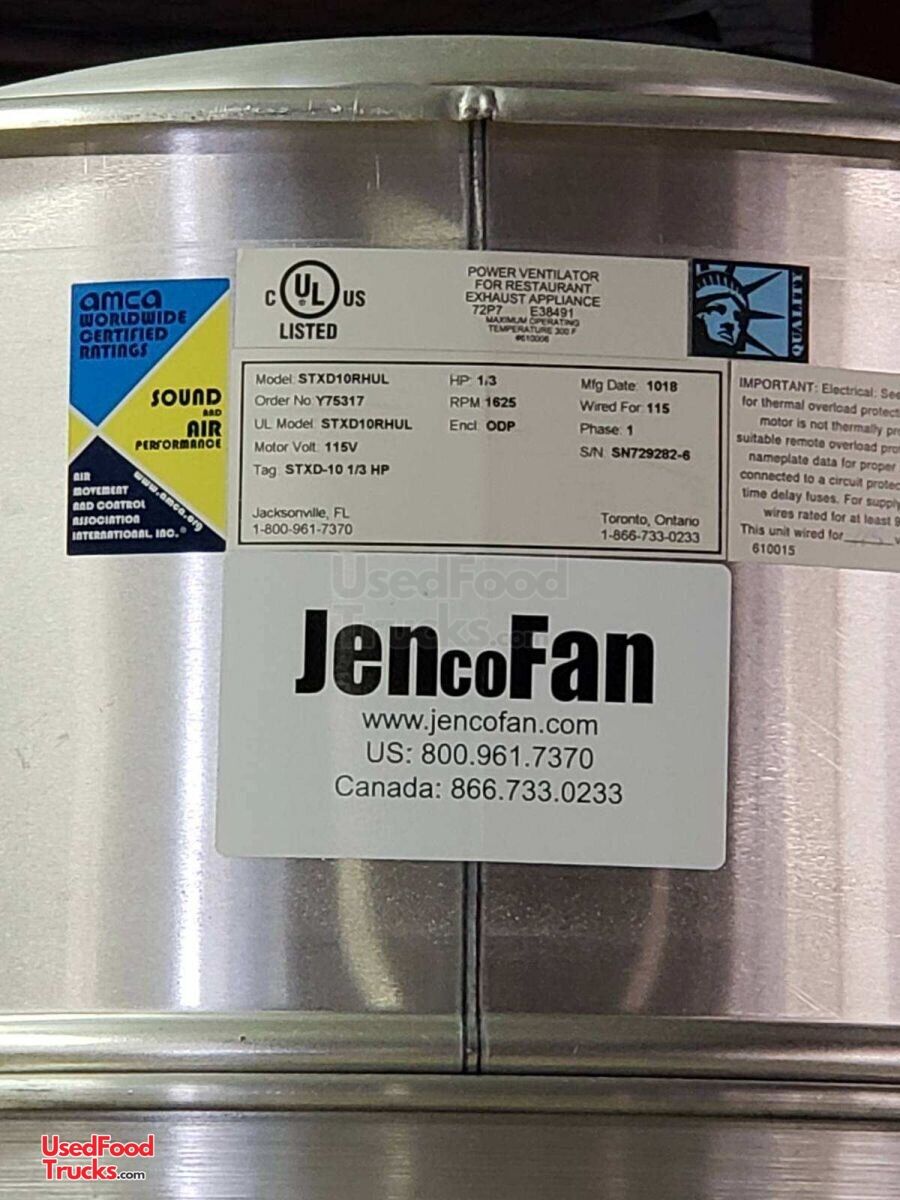 amca
WORLDWIDE
CERTIFIED
RATINGS
SOUND
AND
AIR
PERFORMANCE
www.amca.org
AIR
MOVEMENT
AND CONTROL
ASSOCIATION
INTERNATIONAL, INC.®
C UL US
LISTED
POWER VENTILATOR
FOR RESTAURANT
EXHAUST APPLIANCE
72P7 E38491
MAXIMUM OPERATING
TEMPERATURE 300 F
#610006
QUALITY
Model: STXD10RHUL
Order No: Y75317
UL Model: STXD10RHUL
Motor Volt: 115V
Tag: STXD-10 1/3 HP
HP: 1/3
RPM: 1625
Encl: ODP
Mfg Date: 1018
Wired For: 115
Phase: 1
S/N: SN729282-6
Jacksonville, FL
1-800-961-7370
Toronto, Ontario
1-866-733-0233
IMPORTANT: Electrical: See
for thermal overload protecti
motor is not thermally pr
suitable remote overload pro
nameplate data for proper
connected to a circuit protec
time delay fuses. For supply
wires rated for at least 9
This unit wired for
610015
UsedFood
Trucks.com
JencoFan
www.jencofan.com
US: 800.961.7370
Canada: 866.733.0233
UsedFood
Trucks.com